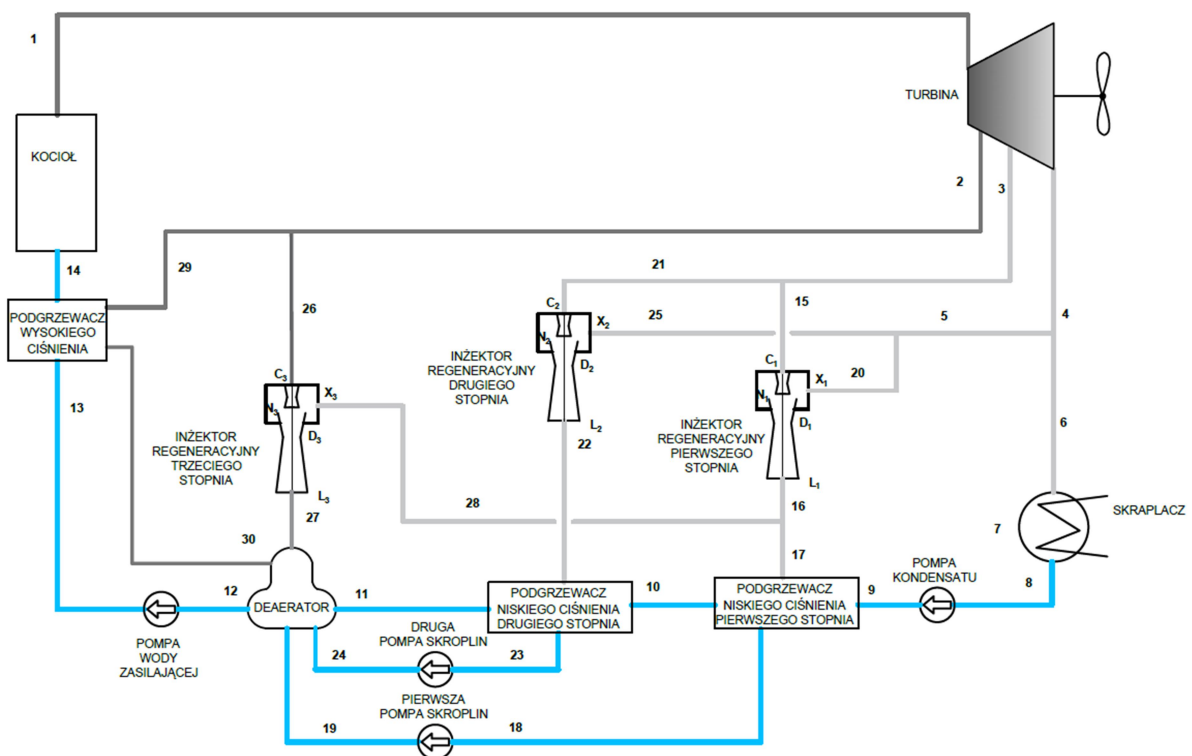 1
TURBINA
KOCIOŁ
2
3
14
29
21
26
15
C₂
X₂
25
5
4
PODGRZEWACZ
WYSOKIEGO
CIŚNIENIA
N₂
D₂
INŻEKTOR
REGENERACYJNY
DRUGIEGO
STOPNIA
C₁
X₁
20
C₃
X₃
N₁
13
N₃
D₃
L₂
D₁
6
INŻEKTOR
REGENERACYJNY
TRZECIEGO
STOPNIA
22
INŻEKTOR
REGENERACYJNY
PIERWSZEGO
STOPNIA
L₃
L₁
27
28
16
SKRAPLACZ
7
30
17
POMPA
KONDENSATU
12
DEAERATOR
11
PODGRZEWACZ
NISKIEGO CIŚNIENIA
DRUGIEGO STOPNIA
10
PODGRZEWACZ
NISKIEGO CIŚNIENIA
PIERWSZEGO STOPNIA
9
8
POMPA
WODY
ZASILAJĄCEJ
DRUGA
POMPA SKROPLIN
24
23
PIERWSZA
POMPA SKROPLIN
19
18